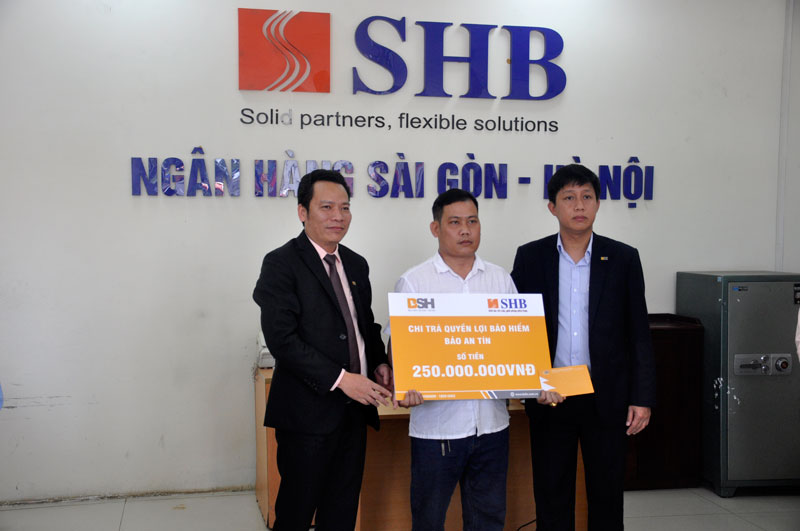 SHB
Solid partners, flexible solutions
NGÂN HÀNG SÀI GÒN - HÀ NỘI
DSH SHB
CHI TRẢ QUYỀN LỢI BẢO HIỂM
BẢO AN TÍN
SỐ TIỀN
250.000.000VNĐ